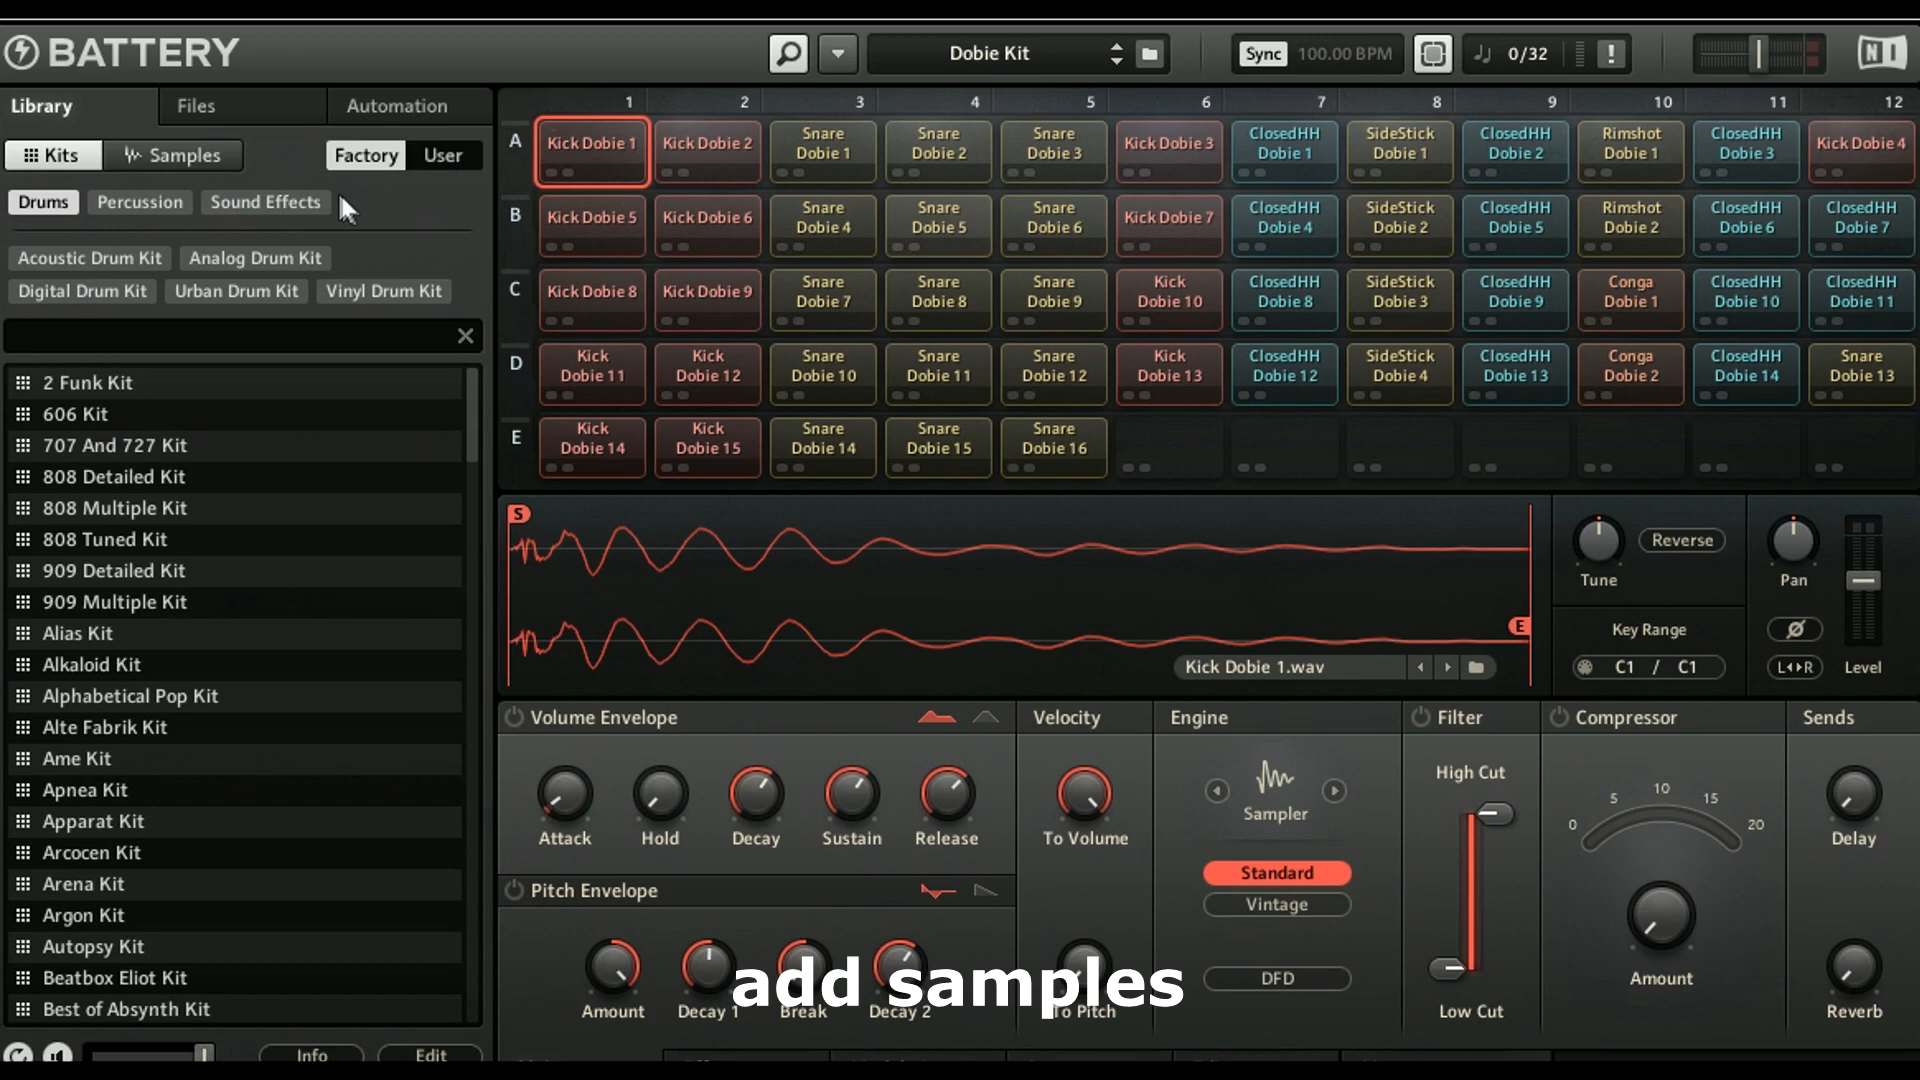 BATTERY
Dobie Kit
Sync 100.00 BPM
0/32
!
NI
Library Files Automation
Kits Samples Factory User
Drums Percussion Sound Effects
Acoustic Drum Kit Analog Drum Kit
Digital Drum Kit Urban Drum Kit Vinyl Drum Kit
2 Funk Kit
606 Kit
707 And 727 Kit
808 Detailed Kit
808 Multiple Kit
808 Tuned Kit
909 Detailed Kit
909 Multiple Kit
Alias Kit
Alkaloid Kit
Alphabetical Pop Kit
Alte Fabrik Kit
Ame Kit
Apnea Kit
Apparat Kit
Arcocen Kit
Arena Kit
Argon Kit
Autopsy Kit
Beatbox Eliot Kit
Best of Absynth Kit
Info Edit
1 2 3 4 5 6 7 8 9 10 11 12
A Kick Dobie 1 Kick Dobie 2 Snare Dobie 1 Snare Dobie 2 Snare Dobie 3 Kick Dobie 3 ClosedHH Dobie 1 SideStick Dobie 1 ClosedHH Dobie 2 Rimshot Dobie 1 ClosedHH Dobie 3 Kick Dobie 4
B Kick Dobie 5 Kick Dobie 6 Snare Dobie 4 Snare Dobie 5 Snare Dobie 6 Kick Dobie 7 ClosedHH Dobie 4 SideStick Dobie 2 ClosedHH Dobie 5 Rimshot Dobie 2 ClosedHH Dobie 6 ClosedHH Dobie 7
C Kick Dobie 8 Kick Dobie 9 Snare Dobie 7 Snare Dobie 8 Snare Dobie 9 Kick Dobie 10 ClosedHH Dobie 8 SideStick Dobie 3 ClosedHH Dobie 9 Conga Dobie 1 ClosedHH Dobie 10 ClosedHH Dobie 11
D Kick Dobie 11 Kick Dobie 12 Snare Dobie 10 Snare Dobie 11 Snare Dobie 12 Kick Dobie 13 ClosedHH Dobie 12 SideStick Dobie 4 ClosedHH Dobie 13 Conga Dobie 2 ClosedHH Dobie 14 Snare Dobie 13
E Kick Dobie 14 Kick Dobie 15 Snare Dobie 14 Snare Dobie 15 Snare Dobie 16
S
E
Kick Dobie 1.wav
Tune Reverse
Key Range
C1 / C1
Pan
L R
Level
Volume Envelope
Attack Hold Decay Sustain Release
Pitch Envelope
Amount Decay 1 Break Decay 2
Velocity
To Volume
To Pitch
Engine
Sampler
Standard
Vintage
DFD
Filter
High Cut
Low Cut
Compressor
0 5 10 15 20
Amount
Sends
Delay
Reverb
add samples